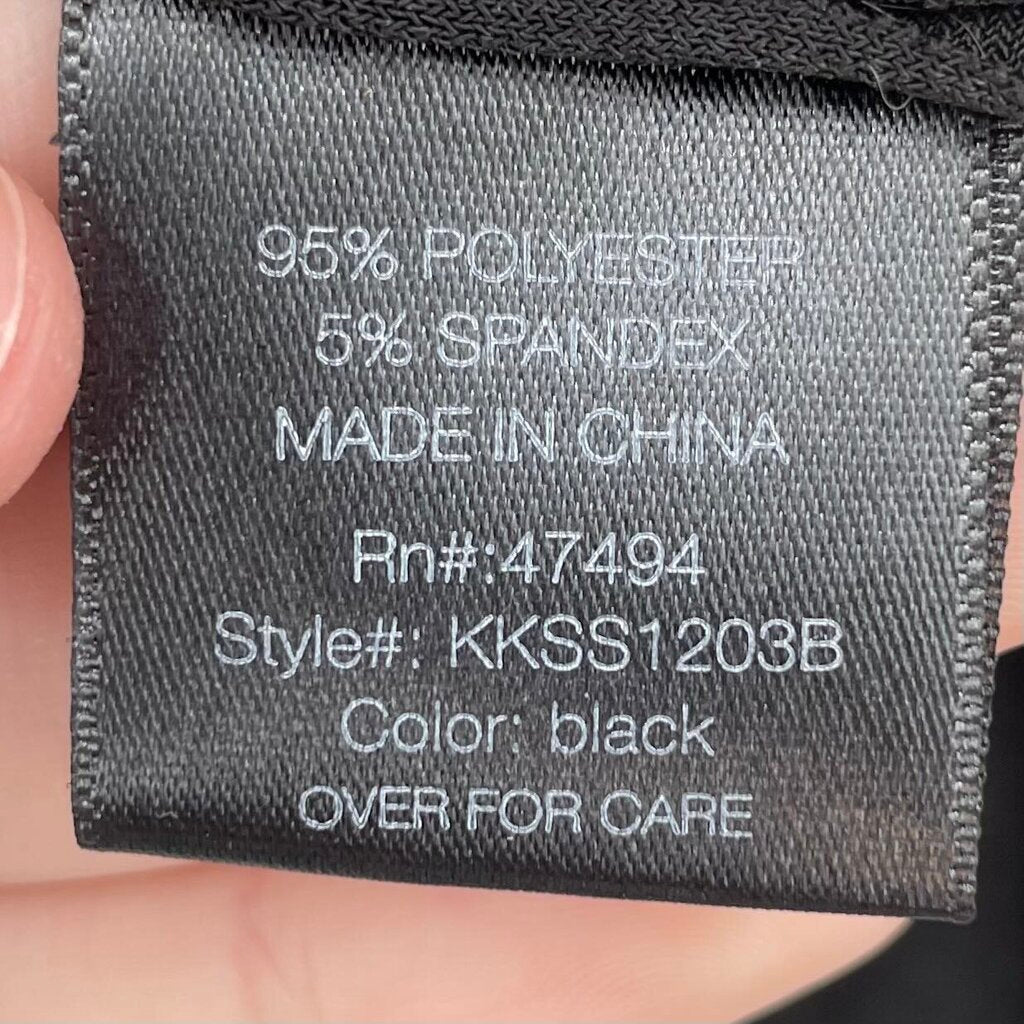 95% POLYESTER
5% SPANDEX
MADE IN CHINA
Rn#:47494
Style#: KKSS1203B
Color: black
OVER FOR CARE